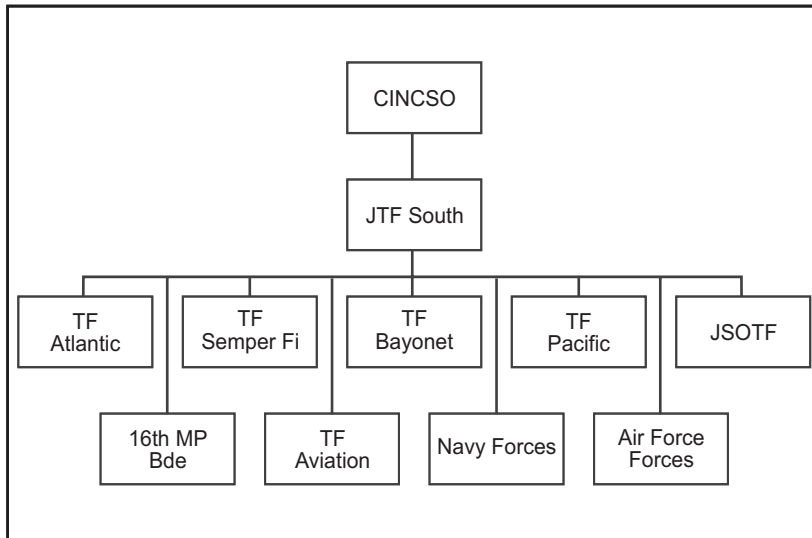 CINCSO
JTF South
TF
Atlantic
TF
Semper Fi
TF
Bayonet
TF
Pacific
JSOTF
16th MP
Bde
TF
Aviation
Navy Forces
Air Force
Forces